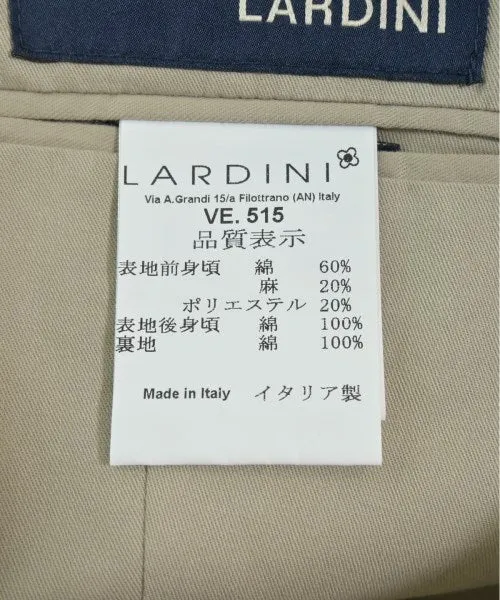 LARDINI
LARDINI
Via A.Grandi 15/a Filottrano (AN) Italy
VE. 515
品質表示
表地前身頃 綿 60%
麻 20%
ポリエステル 20%
表地後身頃 綿 100%
裏地 綿 100%
Made in Italy イタリア製